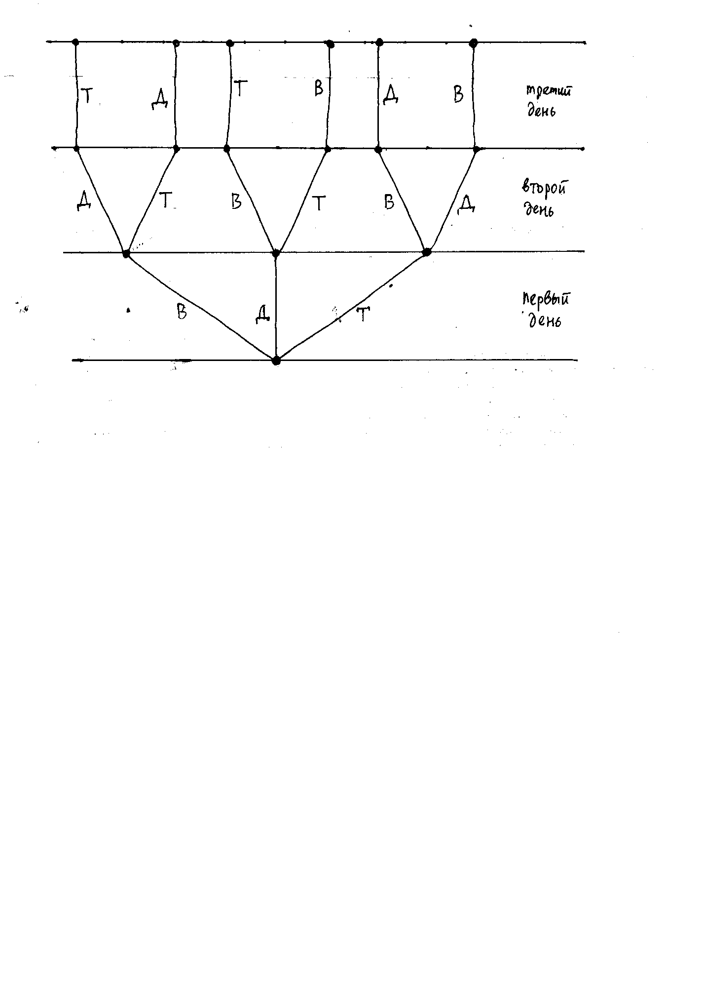 Т Д Т В Д В третий
день
Д Т В Т В Д второй
день
В Д Т первый
день